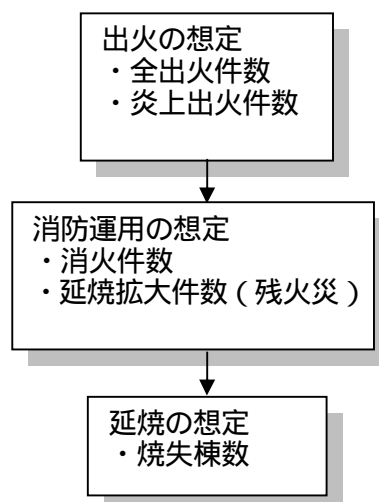 出火の想定
・全出火件数
・炎上出火件数
消防運用の想定
・消火件数
・延焼拡大件数（残火災）
延焼の想定
・焼失棟数